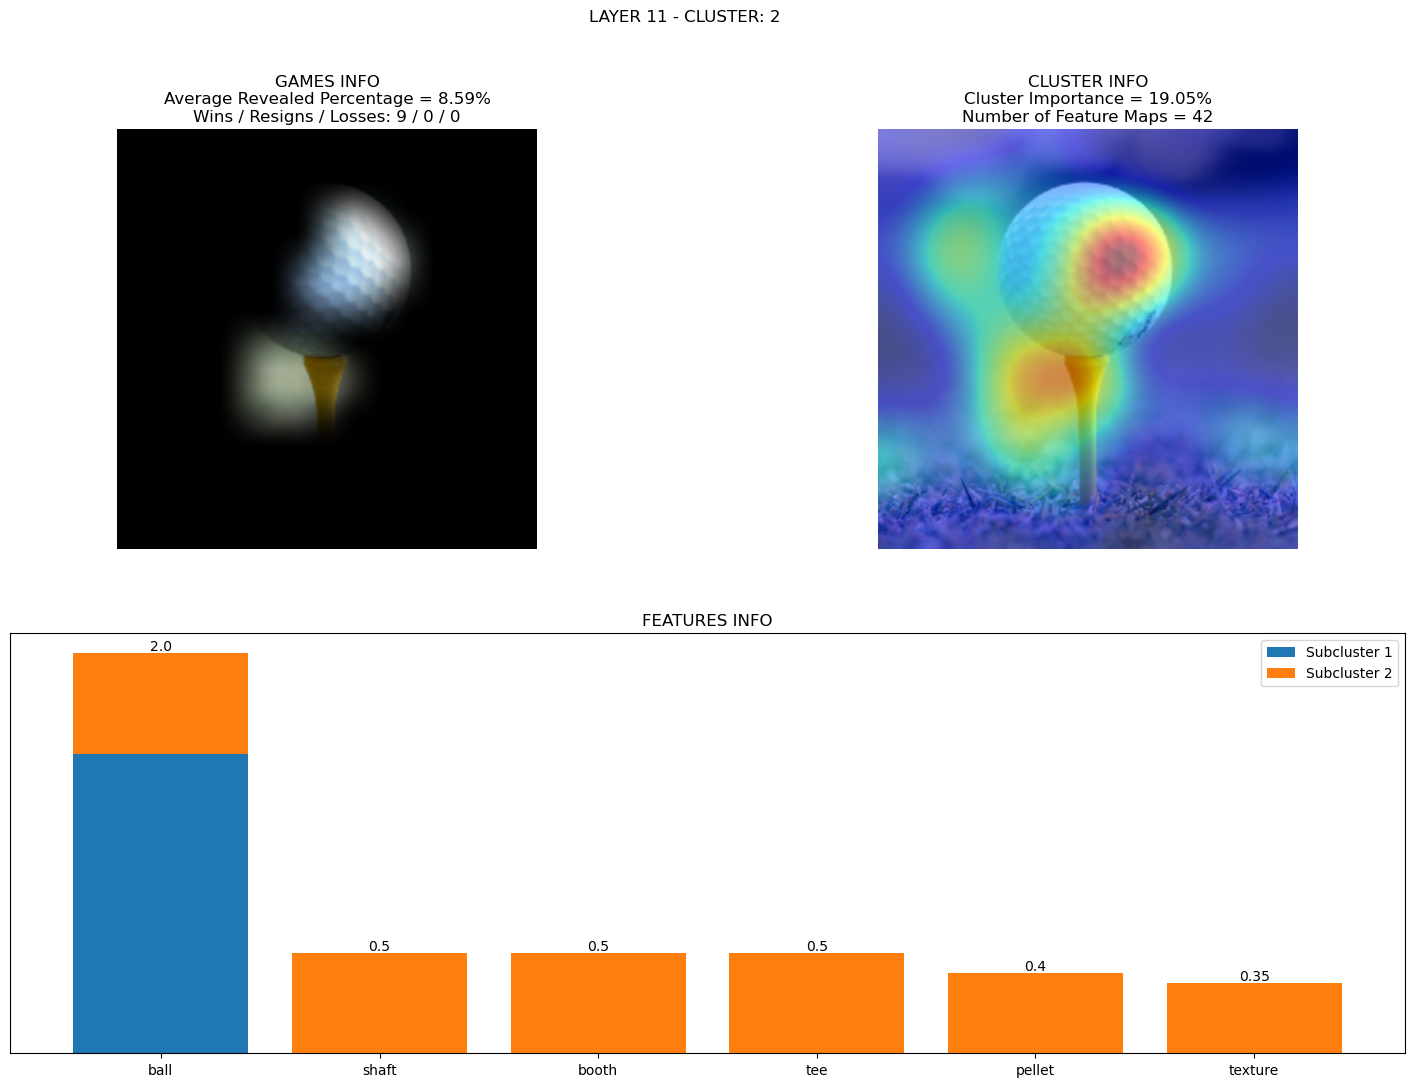 LAYER 11 - CLUSTER: 2
GAMES INFO
Average Revealed Percentage = 8.59%
Wins / Resigns / Losses: 9 / 0 / 0
CLUSTER INFO
Cluster Importance = 19.05%
Number of Feature Maps = 42
FEATURES INFO
Subcluster 1
Subcluster 2
2.0
0.5
0.5
0.5
0.4
0.35
ball
shaft
booth
tee
pellet
texture